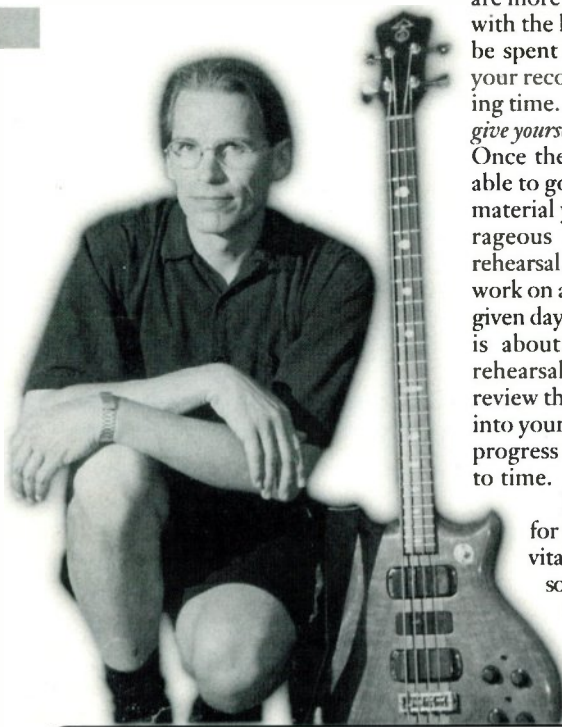 are more
with the
be spent
your reco
ing time.
give yours
Once the
able to go
material
rageous
rehearsal
work on a
given day
is about
rehearsal
review th
into your
progress
to time.
for
vita
so